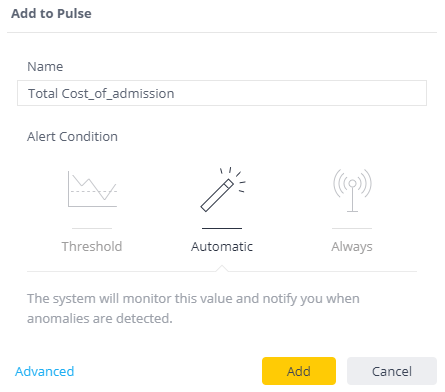 Add to Pulse
Name
Total Cost_of_admission
Alert Condition
Threshold
Automatic
Always
The system will monitor this value and notify you when
anomalies are detected.
Advanced
Add
Cancel